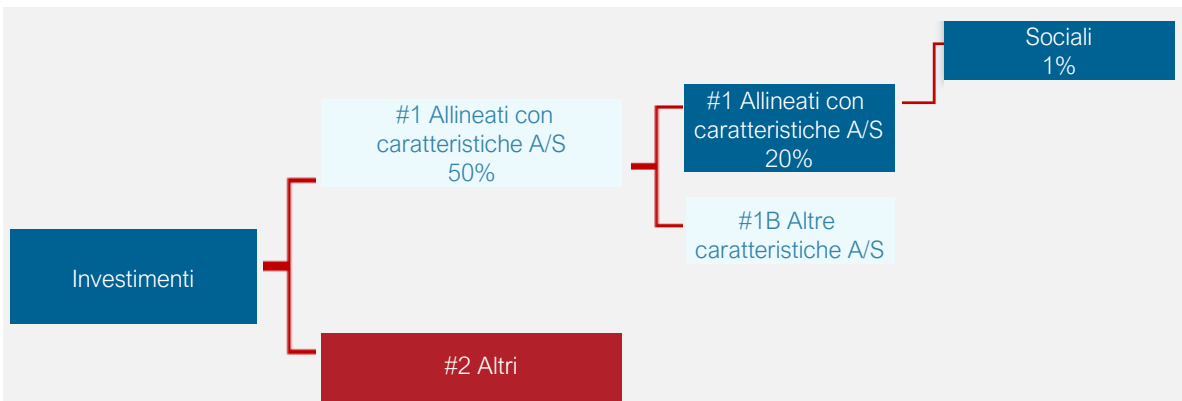 Sociali
1%
#1 Allineati con
caratteristiche A/S
20%
#1 Allineati con
caratteristiche A/S
50%
#1B Altre
caratteristiche A/S
Investimenti
#2 Altri